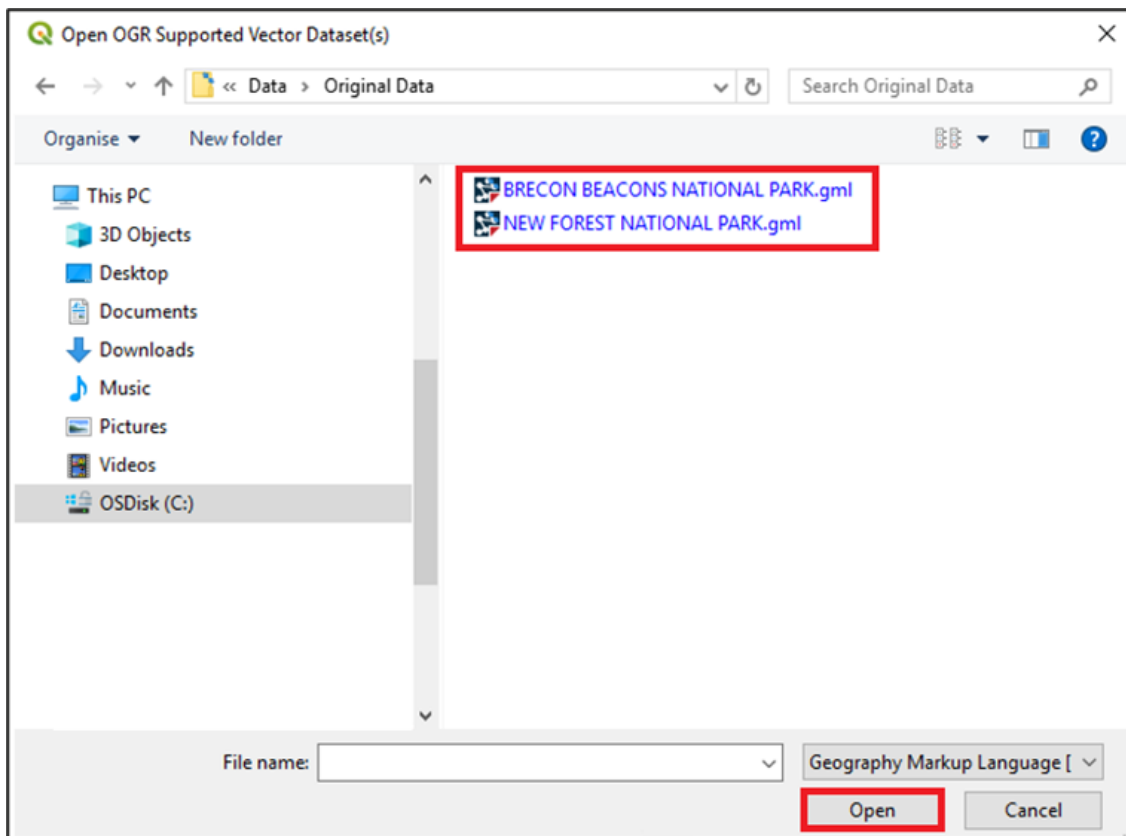 Open OGR Supported Vector Dataset(s)
« Data › Original Data
Search Original Data
Organise
New folder
This PC
3D Objects
Desktop
Documents
Downloads
Music
Pictures
Videos
OSDisk (C:)
BRECON BEACONS NATIONAL PARK.gml
NEW FOREST NATIONAL PARK.gml
File name:
Geography Markup Language [
Open
Cancel